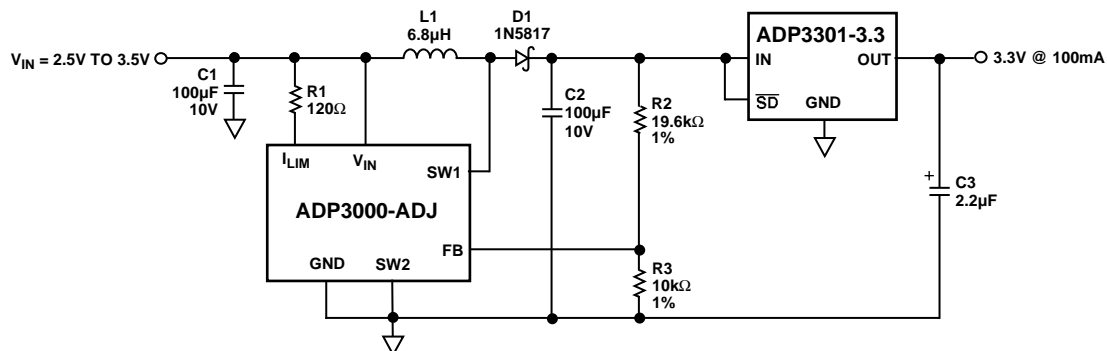 V_IN = 2.5V TO 3.5V
C1
100µF
10V
R1
120Ω
L1
6.8µH
D1
1N5817
C2
100µF
10V
R2
19.6kΩ
1%
ADP3301-3.3
IN
OUT
SD
GND
3.3V @ 100mA
I_LIM
V_IN
SW1
ADP3000-ADJ
FB
GND
SW2
R3
10kΩ
1%
+
C3
2.2µF